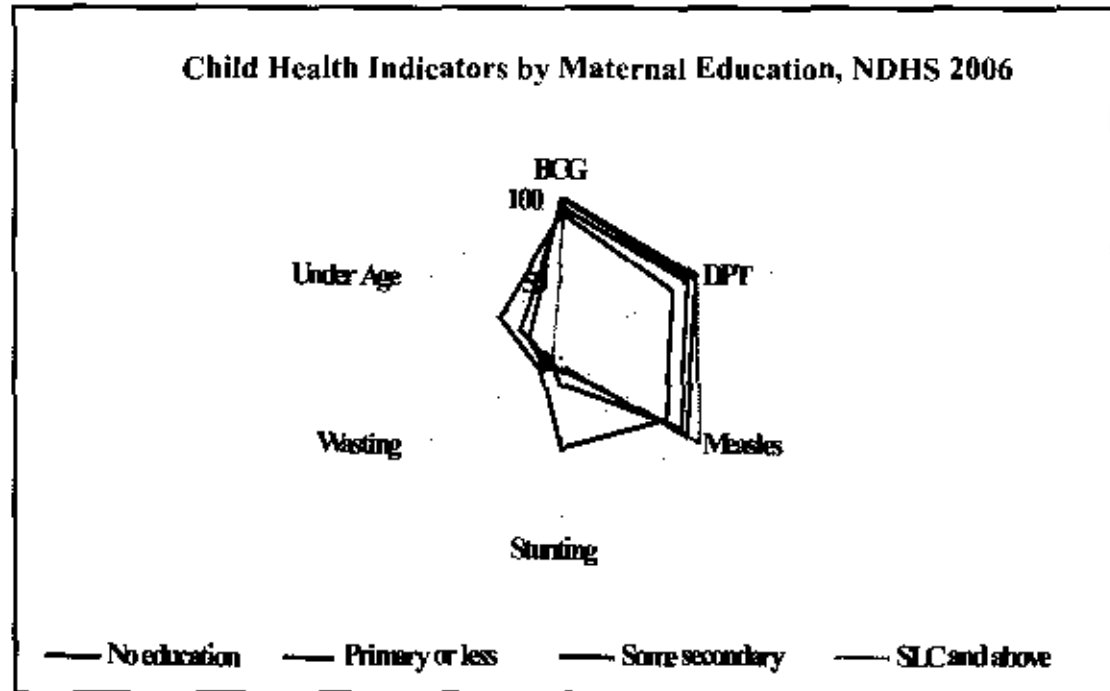 Child Health Indicators by Maternal Education, NDHS 2006
BCG
100
Under Age
DPT
Wasting
Measles
Stunting
No education
Primary or less
Some secondary
SLC and above